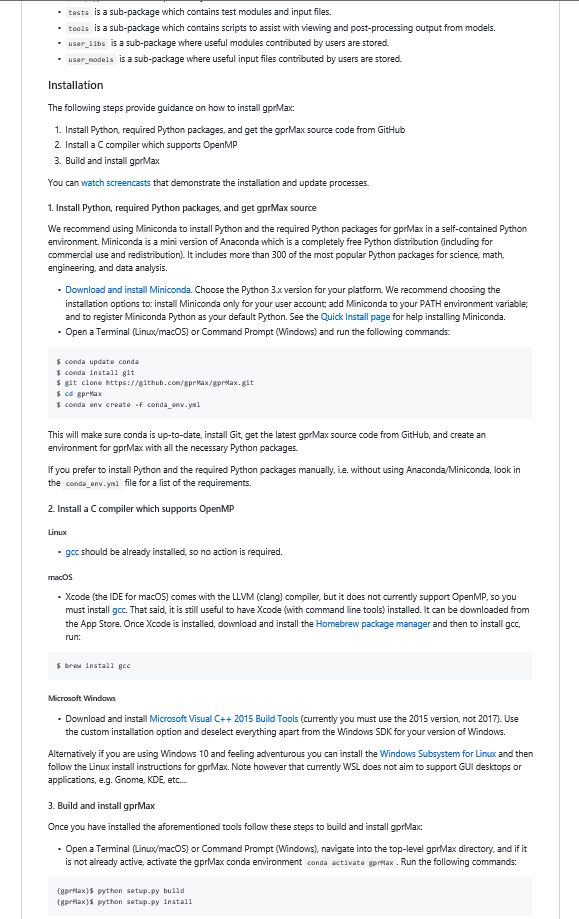 • tests is a sub-package which contains test modules and input files.
• tools is a sub-package which contains scripts to assist with viewing and post-processing output from models.
• user_libs is a sub-package where useful modules contributed by users are stored.
• user_models is a sub-package where useful input files contributed by users are stored.
Installation
The following steps provide guidance on how to install gprMax:
1. Install Python, required Python packages, and get the gprMax source code from GitHub
2. Install a C compiler which supports OpenMP
3. Build and install gprMax
You can watch screencasts that demonstrate the installation and update processes.
1. Install Python, required Python packages, and get gprMax source
We recommend using Miniconda to install Python and the required Python packages for gprMax in a self-contained Python
environment. Miniconda is a mini version of Anaconda which is a completely free Python distribution (including for
commercial use and redistribution). It includes more than 300 of the most popular Python packages for science, math,
engineering, and data analysis.
• Download and install Miniconda. Choose the Python 3.x version for your platform. We recommend choosing the
installation options to: install Miniconda only for your user account; add Miniconda to your PATH environment variable;
and to register Miniconda Python as your default Python. See the Quick Install page for help installing Miniconda.
• Open a Terminal (Linux/macOS) or Command Prompt (Windows) and run the following commands:
$ conda update conda
$ conda install git
$ git clone https://github.com/gprMax/gprMax.git
$ cd gprMax
$ conda env create -f conda_env.yml
This will make sure conda is up-to-date, install Git, get the latest gprMax source code from GitHub, and create an
environment for gprMax with all the necessary Python packages.
If you prefer to install Python and the required Python packages manually, i.e. without using Anaconda/Miniconda, look in
the conda_env.yml file for a list of the requirements.
2. Install a C compiler which supports OpenMP
Linux
• gcc should be already installed, so no action is required.
macOS
• Xcode (the IDE for macOS) comes with the LLVM (clang) compiler, but it does not currently support OpenMP, so you
must install gcc. That said, it is still useful to have Xcode (with command line tools) installed. It can be downloaded from
the App Store. Once Xcode is installed, download and install the Homebrew package manager and then to install gcc,
run:
$ brew install gcc
Microsoft Windows
• Download and install Microsoft Visual C++ 2015 Build Tools (currently you must use the 2015 version, not 2017). Use
the custom installation option and deselect everything apart from the Windows SDK for your version of Windows.
Alternatively if you are using Windows 10 and feeling adventurous you can install the Windows Subsystem for Linux and then
follow the Linux install instructions for gprMax. Note however that currently WSL does not aim to support GUI desktops or
applications, e.g. Gnome, KDE, etc....
3. Build and install gprMax
Once you have installed the aforementioned tools follow these steps to build and install gprMax:
• Open a Terminal (Linux/macOS) or Command Prompt (Windows), navigate into the top-level gprMax directory, and if it
is not already active, activate the gprMax conda environment conda activate gprMax . Run the following commands:
(gprMax)$ python setup.py build
(gprMax)$ python setup.py install